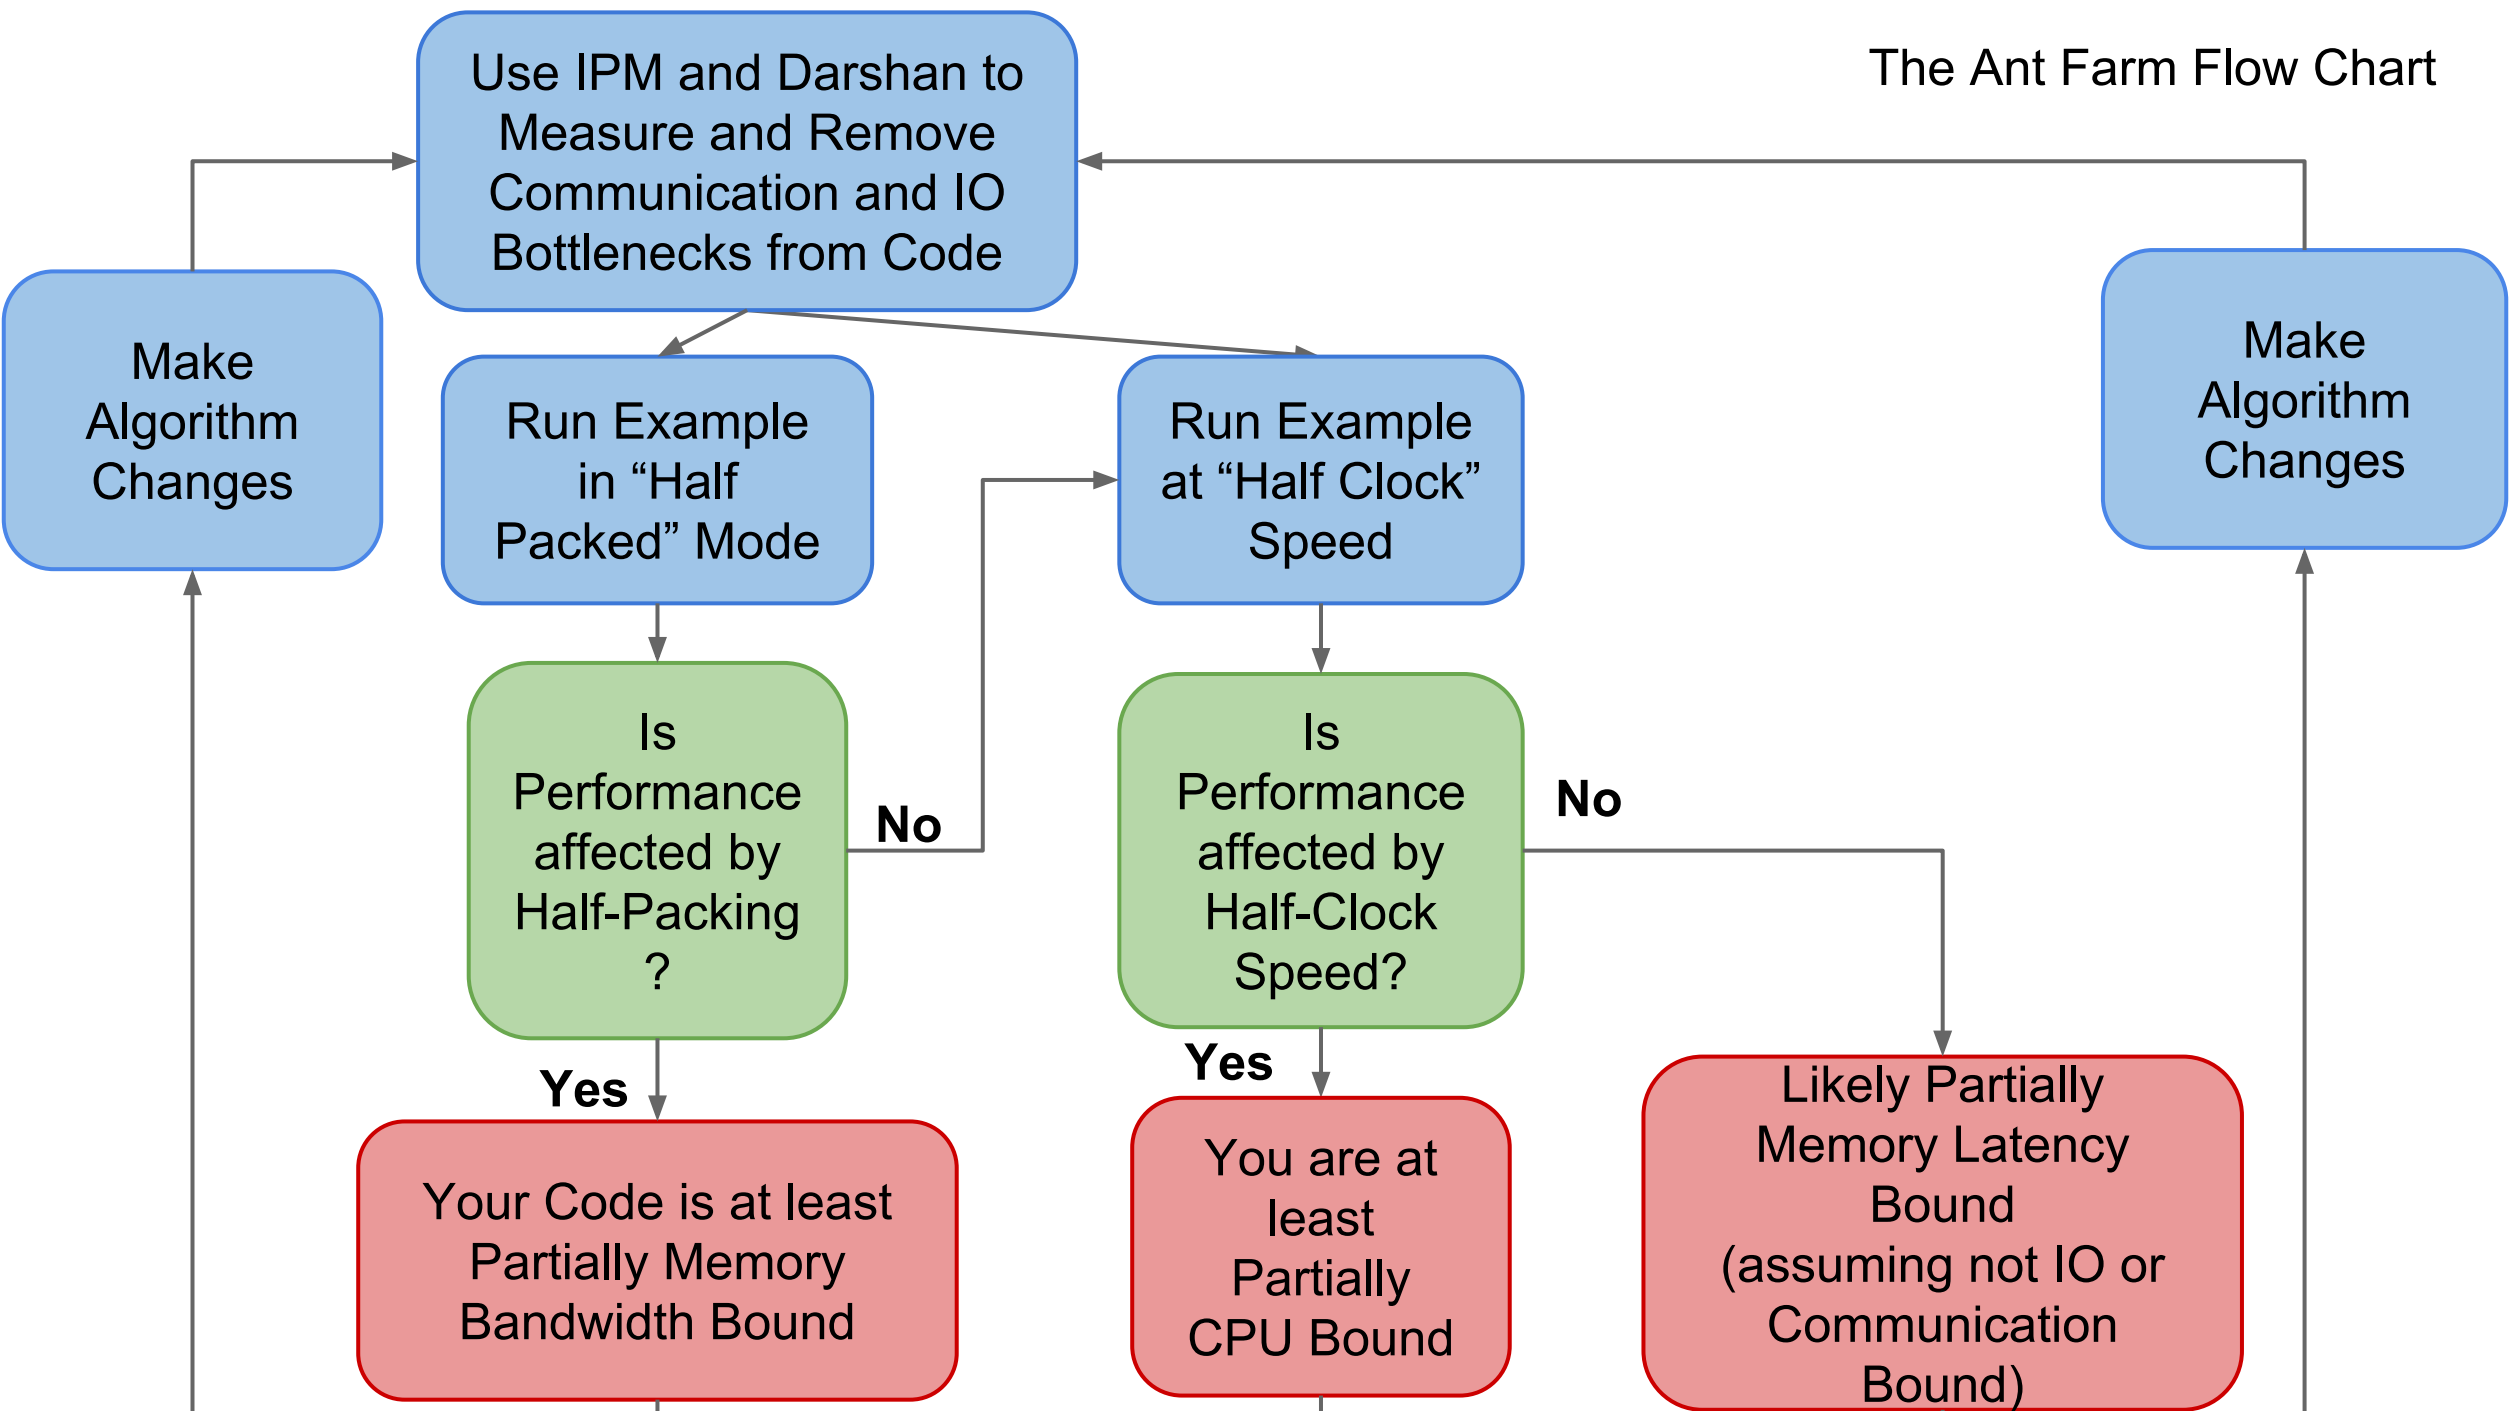 The Ant Farm Flow Chart
Use IPM and Darshan to
Measure and Remove
Communication and IO
Bottlenecks from Code
Make
Algorithm
Changes
Run Example
in “Half
Packed” Mode
Run Example
at “Half Clock”
Speed
Make
Algorithm
Changes
Is
Performance
affected by
Half-Packing
?
No
Is
Performance
affected by
Half-Clock
Speed?
No
Yes
Yes
Your Code is at least
Partially Memory
Bandwidth Bound
You are at
least
Partially
CPU Bound
Likely Partially
Memory Latency
Bound
(assuming not IO or
Communication
Bound)